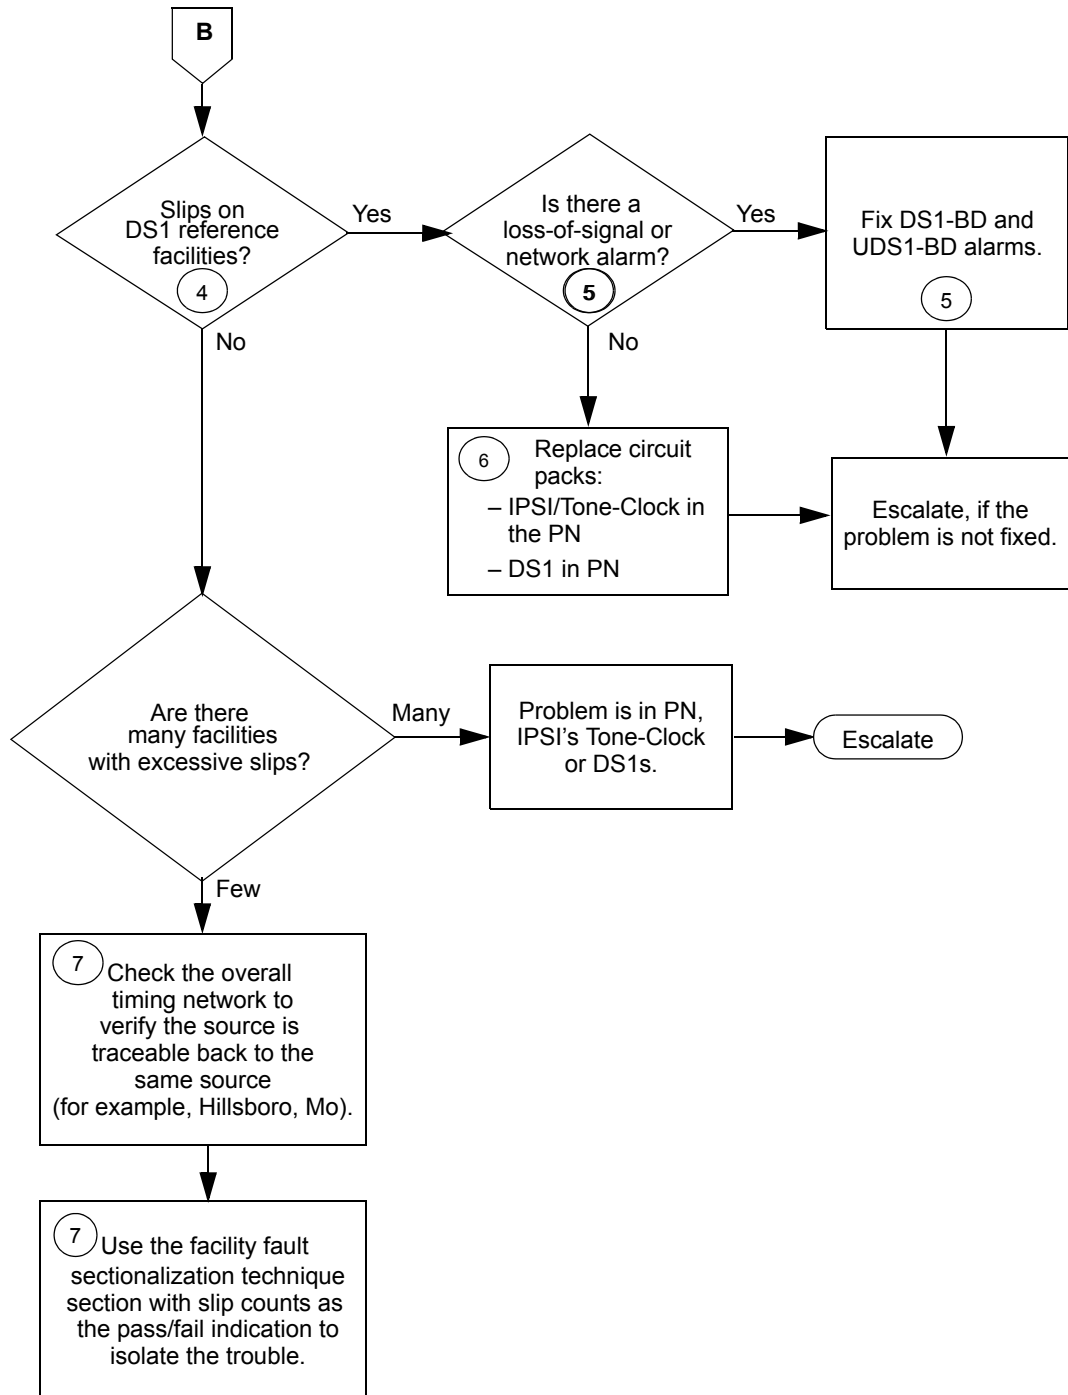 B
Slips on
DS1 reference
facilities?
4
Yes
No
Is there a
loss-of-signal or
network alarm?
5
Yes
No
Fix DS1-BD and
UDS1-BD alarms.
5
6
Replace circuit
packs:
– IPSI/Tone-Clock in
the PN
– DS1 in PN
Escalate, if the
problem is not fixed.
Are there
many facilities
with excessive slips?
Many
Few
Problem is in PN,
IPSI’s Tone-Clock
or DS1s.
Escalate
7
Check the overall
timing network to
verify the source is
traceable back to the
same source
(for example, Hillsboro, Mo).
7
Use the facility fault
sectionalization technique
section with slip counts as
the pass/fail indication to
isolate the trouble.